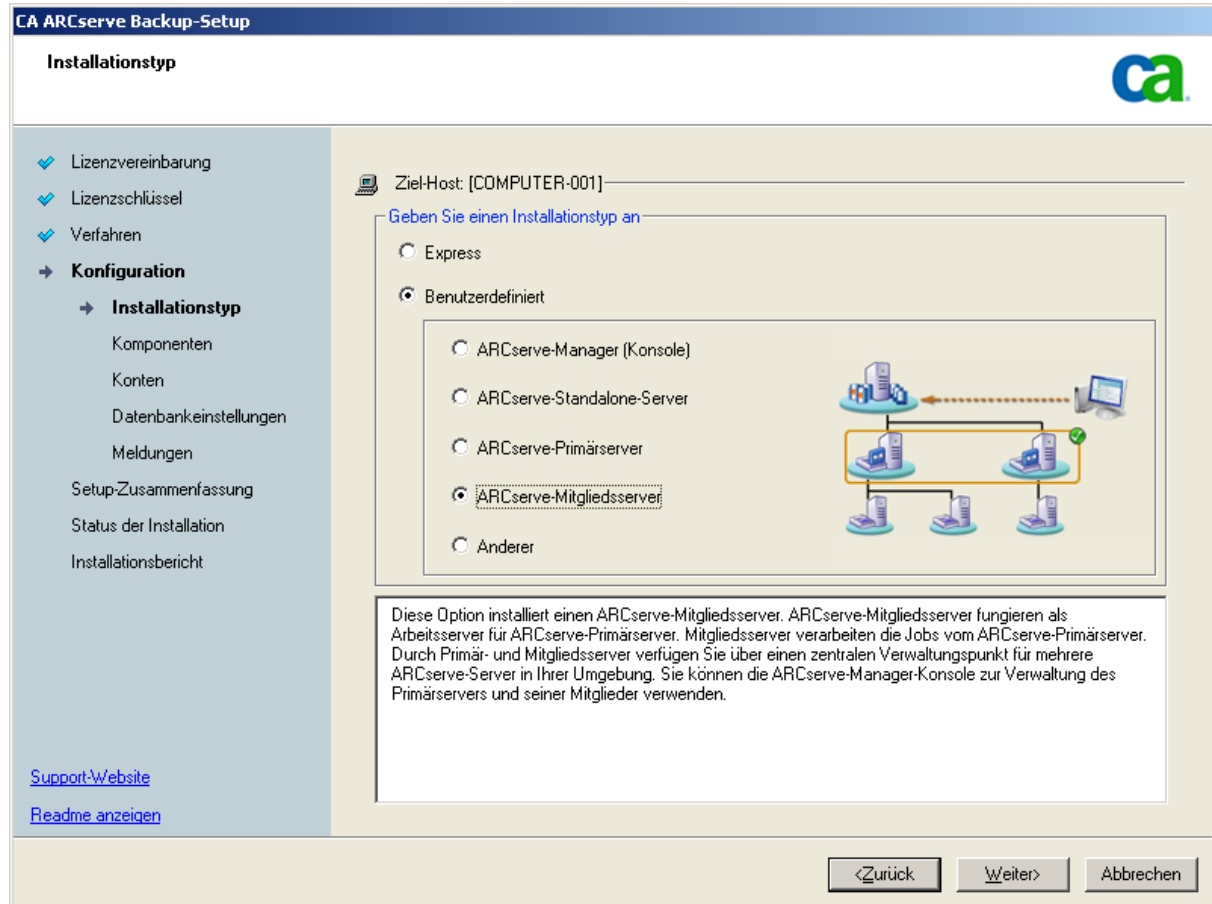 CA ARCserve Backup-Setup
Installationstyp
ca
Lizenzvereinbarung
Lizenzschlüssel
Verfahren
Konfiguration
Installationstyp
Komponenten
Konten
Datenbankeinstellungen
Meldungen
Setup-Zusammenfassung
Status der Installation
Installationsbericht
Support-Website
Readme anzeigen
Ziel-Host: [COMPUTER-001]
Geben Sie einen Installationstyp an
Express
Benutzerdefiniert
ARCserve-Manager (Konsole)
ARCserve-Standalone-Server
ARCserve-Primärserver
ARCserve-Mitgliedsserver
Anderer
Diese Option installiert einen ARCserve-Mitgliedsserver. ARCserve-Mitgliedsserver fungieren als
Arbeitsserver für ARCserve-Primärserver. Mitgliedsserver verarbeiten die Jobs vom ARCserve-Primärserver.
Durch Primär- und Mitgliedsserver verfügen Sie über einen zentralen Verwaltungspunkt für mehrere
ARCserve-Server in Ihrer Umgebung. Sie können die ARCserve-Manager-Konsole zur Verwaltung des
Primärservers und seiner Mitglieder verwenden.
<Zurück
Weiter>
Abbrechen